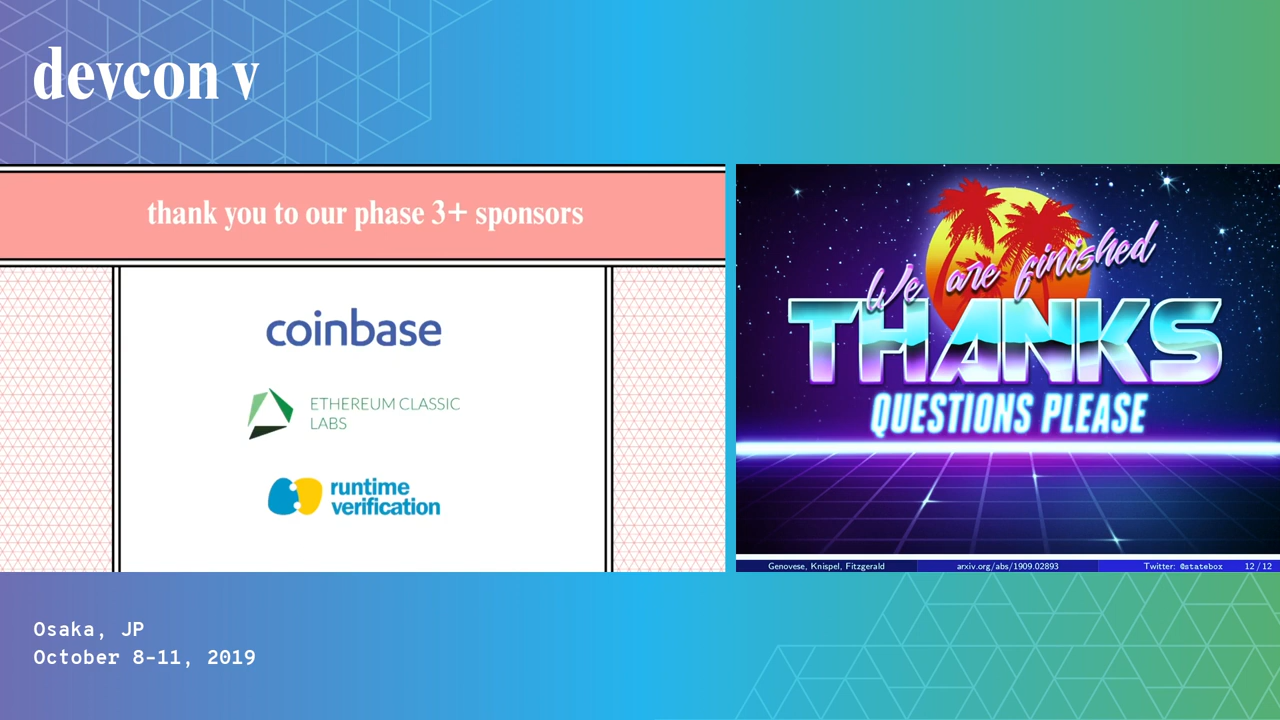 devcon v
thank you to our phase 3+ sponsors
coinbase
ETHEREUM CLASSIC
LABS
runtime
verification
We are finished
THANKS
QUESTIONS PLEASE
Genovese, Knispel, Fitzgerald
arxiv.org/abs/1909.02893
Twitter: @statebox
12 / 12
Osaka, JP
October 8-11, 2019